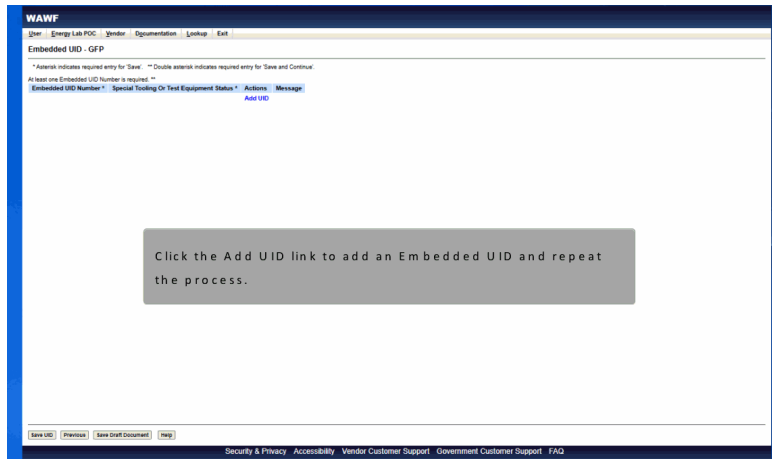 WAWF
User Energy Lab POC Vendor Documentation Lookup Exit
Embedded UID - GFP
* Asterisk indicates required entry for 'Save'. ** Double asterisk indicates required entry for 'Save and Continue'.
At least one Embedded UID Number is required. **
Embedded UID Number * Special Tooling Or Test Equipment Status * Actions Message
Add UID
Click the Add UID link to add an Embedded UID and repeat
the process.
Save UID Previous Save Draft Document Help
Security & Privacy Accessibility Vendor Customer Support Government Customer Support FAQ